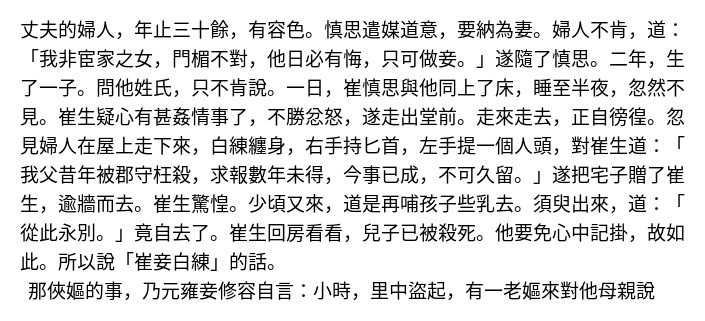 丈夫的婦人，年止三十餘，有容色。慎思遣媒道意，要納為妻。婦人不肯，道：
「我非宦家之女，門楣不對，他日必有悔，只可做妾。」遂隨了慎思。二年，生
了一子。問他姓氏，只不肯說。一日，崔慎思與他同上了床，睡至半夜，忽然不
見。崔生疑心有甚姦情事了，不勝忿怒，遂走出堂前。走來走去，正自徬徨。忽
見婦人在屋上走下來，白練纏身，右手持匕首，左手提一個人頭，對崔生道：「
我父昔年被郡守枉殺，求報數年未得，今事已成，不可久留。」遂把宅子贈了崔
生，逾牆而去。崔生驚惶。少頃又來，道是再哺孩子些乳去。須臾出來，道：「
從此永別。」竟自去了。崔生回房看看，兒子已被殺死。他要免心中記掛，故如
此。所以說「崔妾白練」的話。
那俠嫗的事，乃元雍妾修容自言：小時，里中盜起，有一老嫗來對他母親說